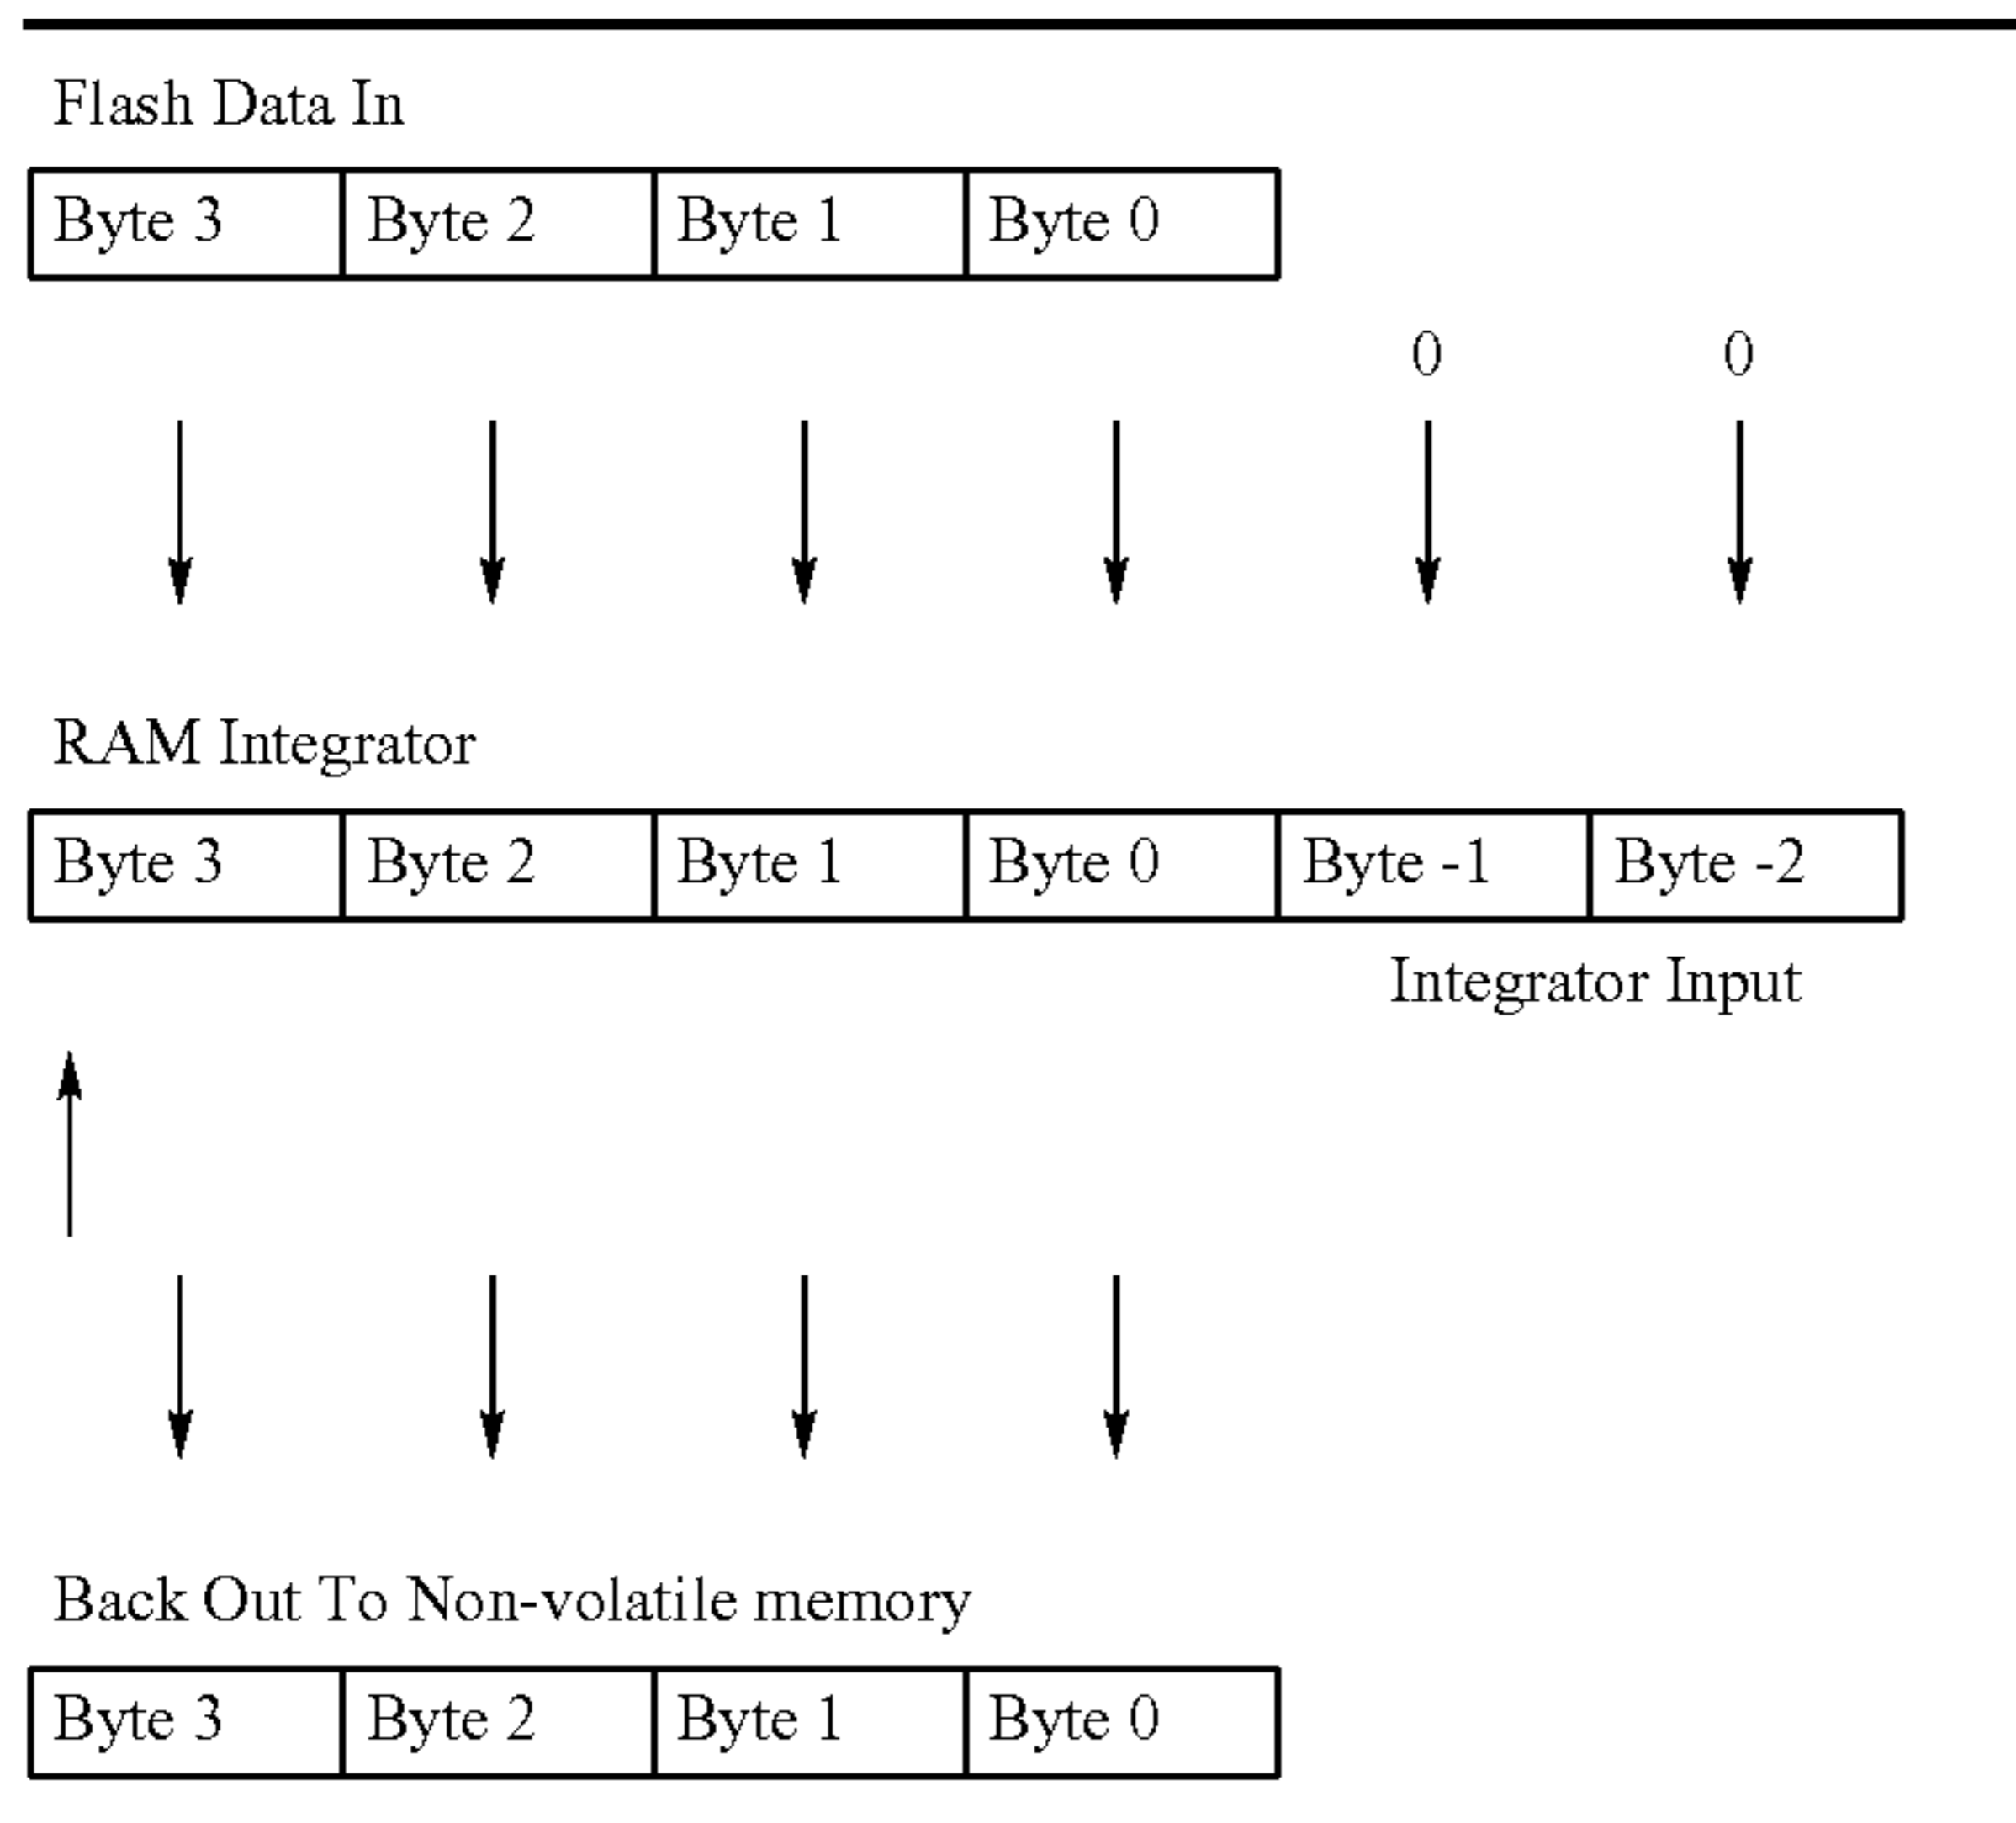 Flash Data In
Byte 3 Byte 2 Byte 1 Byte 0
0 0
RAM Integrator
Byte 3 Byte 2 Byte 1 Byte 0 Byte -1 Byte -2
Integrator Input
Back Out To Non-volatile memory
Byte 3 Byte 2 Byte 1 Byte 0